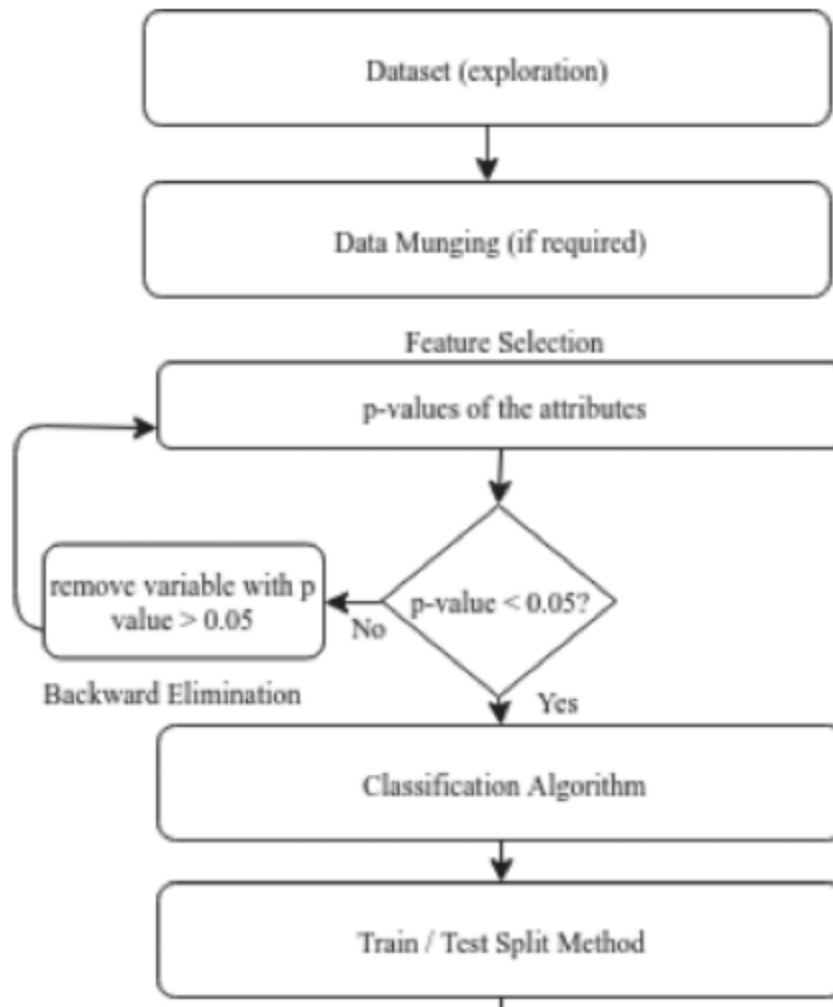 Dataset (exploration)
Data Munging (if required)
Feature Selection
p-values of the attributes
p-value < 0.05?
No
remove variable with p
value > 0.05
Backward Elimination
Yes
Classification Algorithm
Train / Test Split Method